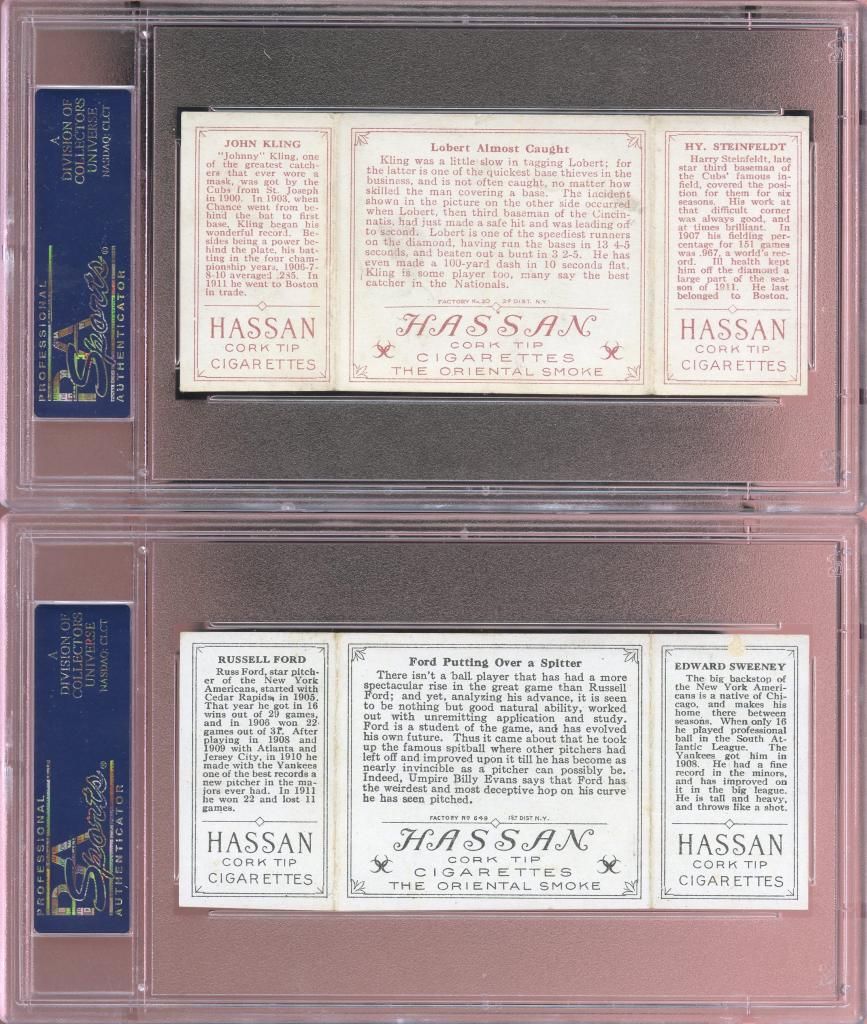 A
DIVISION OF
COLLECTORS
UNIVERSE
NASDAQ: CLCT
PROFESSIONAL
PSA
Sports®
AUTHENTICATOR
JOHN KLING
"Johnny" Kling, one
of the greatest catch-
ers that ever wore a
mask, was got by the
Cubs from St. Joseph
in 1900. In 1903, when
Chance went from be-
hind the bat to first
base, Kling began his
wonderful record. Be-
sides being a power be-
hind the plate, his bat-
ting in the four cham-
pionship years, 1906-7-
8-10 averaged .285. In
1911 he went to Boston
in trade.
HASSAN
CORK TIP
CIGARETTES
Lobert Almost Caught
Kling was a little slow in tagging Lobert; for
the latter is one of the quickest base thieves in the
business, and is not often caught, no matter how
skilled the man covering a base. The incident
shown in the picture on the other side occurred
when Lobert, then third baseman of the Cincin-
natis, had just made a safe hit and was leading off
to second. Lobert is one of the speediest runners
on the diamond, having run the bases in 13 4-5
seconds, and beaten out a bunt in 3 2-5. He has
even made a 100-yard dash in 10 seconds flat.
Kling is some player too, many say the best
catcher in the Nationals.
FACTORY No. 30 2d DIST. N.Y.
HASSAN
CORK TIP
CIGARETTES
THE ORIENTAL SMOKE
HY. STEINFELDT
Harry Steinfeldt, late
star third baseman of
the Cubs' famous in-
field, covered the posi-
tion for them for six
seasons. His work at
that difficult corner
was always good, and
at times brilliant. In
1907 his fielding per-
centage for 151 games
was .967, a world's rec-
ord. Ill health kept
him off the diamond a
large part of the sea-
son of 1911. He last
belonged to Boston.
HASSAN
CORK TIP
CIGARETTES
A
DIVISION OF
COLLECTORS
UNIVERSE
NASDAQ: CLCT
PROFESSIONAL
PSA
Sports®
AUTHENTICATOR
RUSSELL FORD
Russ Ford, star pitch-
er of the New York
Americans, started with
Cedar Rapids, in 1905.
That year he got in 16
wins out of 29 games,
and in 1906 won 22
games out of 31. After
playing in 1908 and
1909 with Atlanta and
Jersey City, in 1910 he
made with the Yankees
one of the best records a
new pitcher in the ma-
jors ever had. In 1911
he won 22 and lost 11
games.
HASSAN
CORK TIP
CIGARETTES
Ford Putting Over a Spitter
There isn't a ball player that has had a more
spectacular rise in the great game than Russell
Ford; and yet, analyzing his advance, it is seen
to be nothing but good natural ability, worked
out with unremitting application and study.
Ford is a student of the game, and has evolved
his own future. Thus it came about that he took
up the famous spitball where other pitchers had
left off and improved upon it till he has become as
nearly invincible as a pitcher can possibly be.
Indeed, Umpire Billy Evans says that Ford has
the weirdest and most deceptive hop on his curve
he has seen pitched.
FACTORY No 649 1st DIST N.Y.
HASSAN
CORK TIP
CIGARETTES
THE ORIENTAL SMOKE
EDWARD SWEENEY
The big backstop of
the New York Ameri-
cans is a native of Chi-
cago, and makes his
home there between
seasons. When only 16
he played professional
ball in the South At-
lantic League. The
Yankees got him in
1908. He had a fine
record in the minors,
and has improved on
it in the big league.
He is tall and heavy,
and throws like a shot.
HASSAN
CORK TIP
CIGARETTES